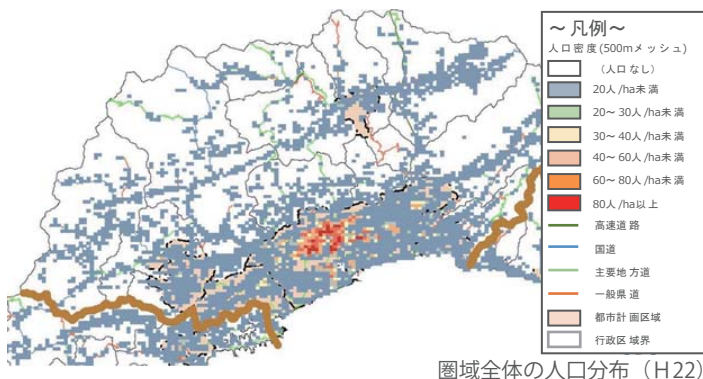 ～凡例～
人口密度(500mメッシュ)
（人口なし）
20人/ha未満
20～30人/ha未満
30～40人/ha未満
40～60人/ha未満
60～80人/ha未満
80人/ha以上
高速道路
国道
主要地方道
一般県道
都市計画区域
行政区域界
圏域全体の人口分布（H22）